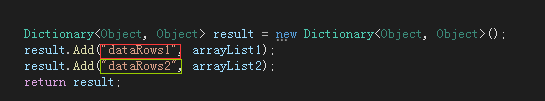 Dictionary<Object, Object> result = new Dictionary<Object, Object>();
result.Add("dataRows1", arrayList1);
result.Add("dataRows2", arrayList2);
return result;